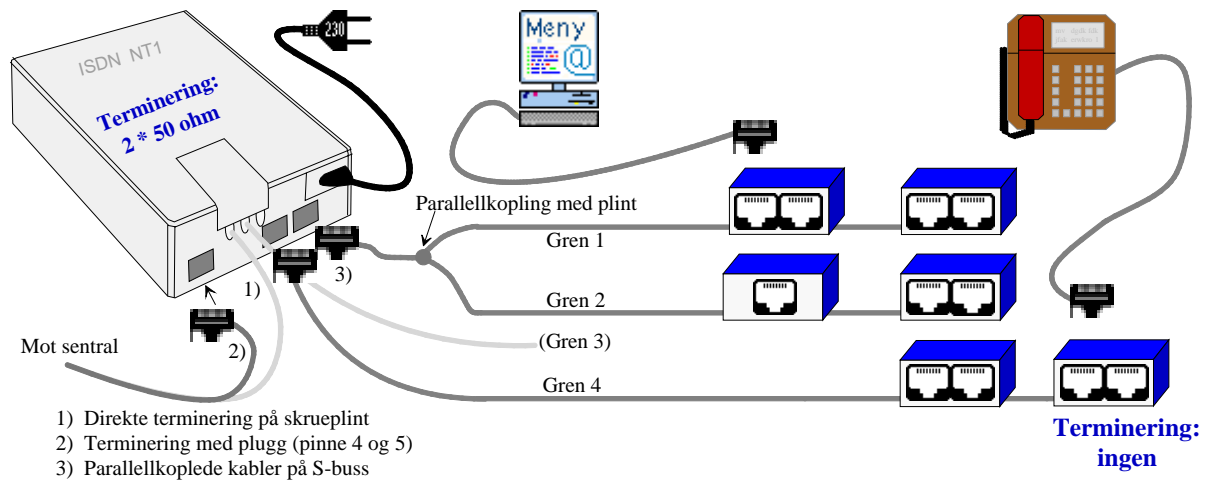 230
Meny
@
ISDN NT1
Terminering:
2 * 50 ohm
Parallellkopling med plint
Gren 1
3)
1)
Gren 2
(Gren 3)
Mot sentral
2)
Gren 4
1) Direkte terminering på skrueplint
2) Terminering med plugg (pinne 4 og 5)
3) Parallellkoplede kabler på S-buss
Terminering:
ingen